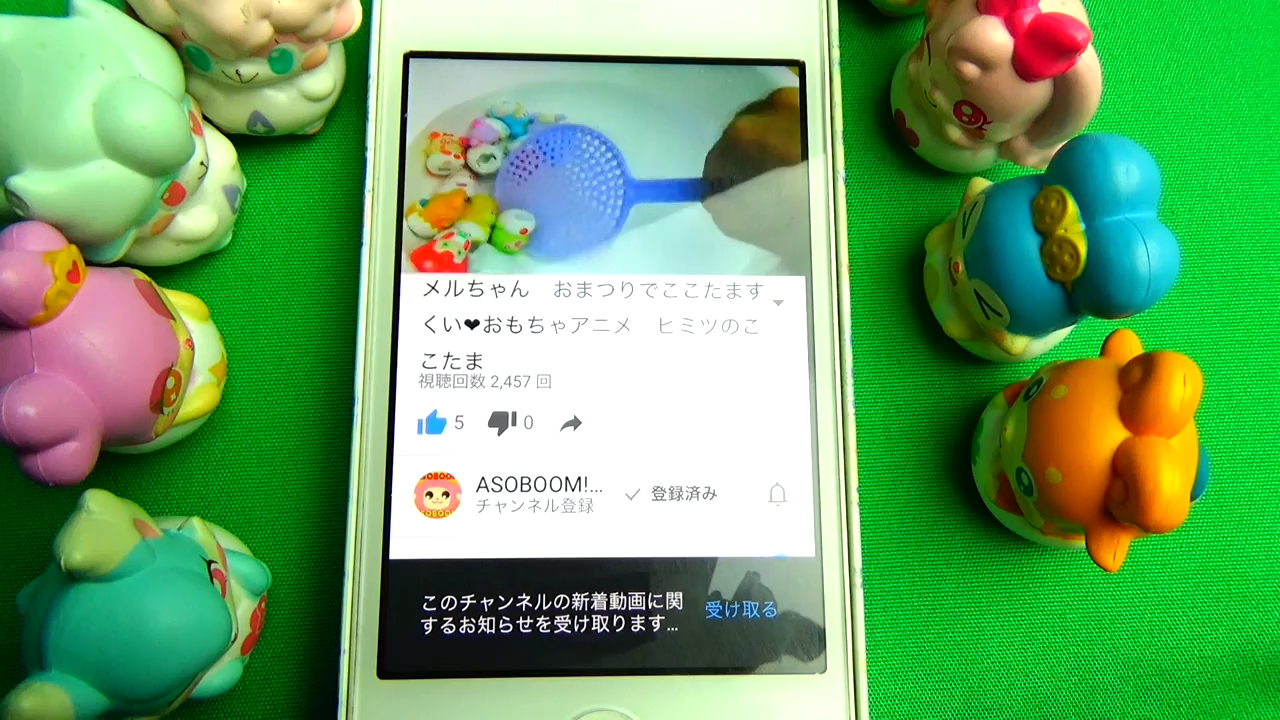 メルちゃん　おまつりでここたます
くい❤おもちゃアニメ　ヒミツのこ
こたま
視聴回数 2,457 回
5 0
ASOBOOM!...
登録済み
チャンネル登録
このチャンネルの新着動画に関
するお知らせを受け取ります...
受け取る